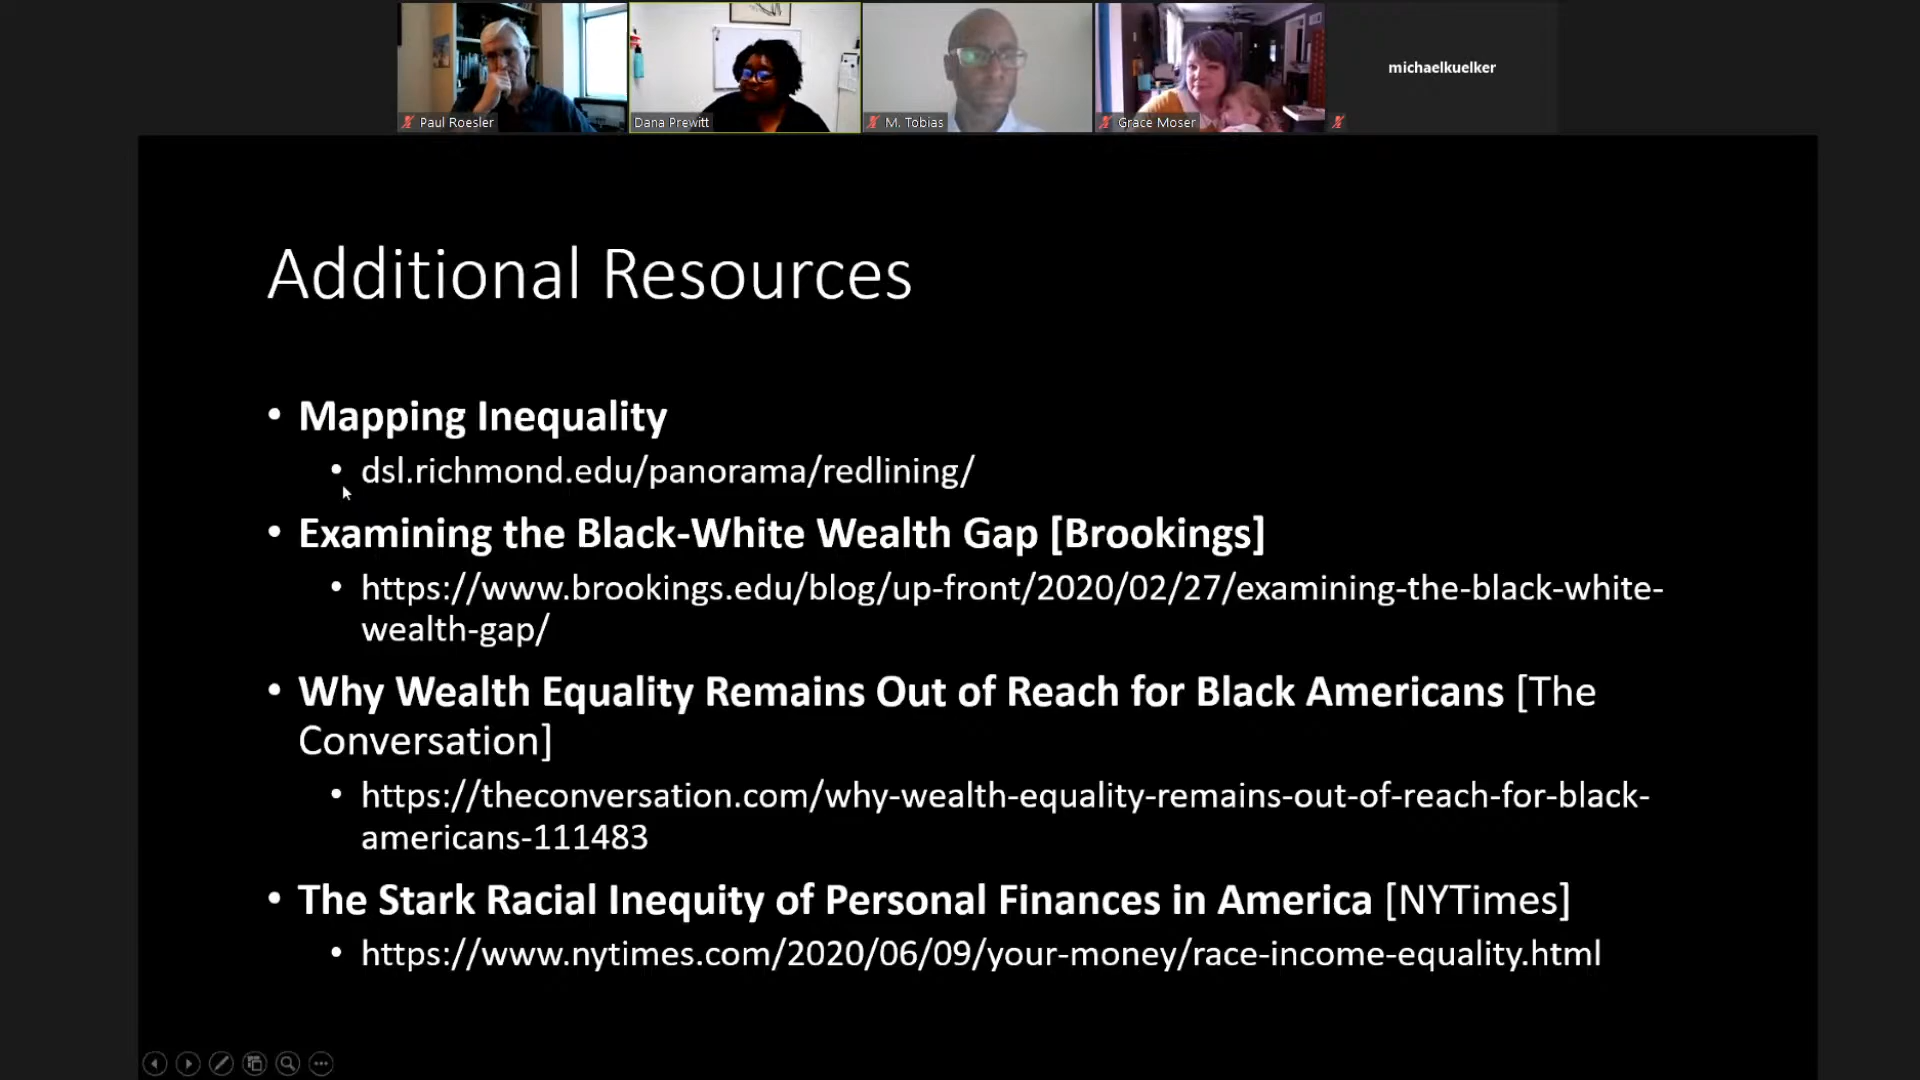 Paul Roesler
Dana Prewitt
M. Tobias
Grace Moser
michaelkuelker
Additional Resources
• Mapping Inequality
• dsl.richmond.edu/panorama/redlining/
• Examining the Black-White Wealth Gap [Brookings]
• https://www.brookings.edu/blog/up-front/2020/02/27/examining-the-black-white-
wealth-gap/
• Why Wealth Equality Remains Out of Reach for Black Americans [The
Conversation]
• https://theconversation.com/why-wealth-equality-remains-out-of-reach-for-black-
americans-111483
• The Stark Racial Inequity of Personal Finances in America [NYTimes]
• https://www.nytimes.com/2020/06/09/your-money/race-income-equality.html